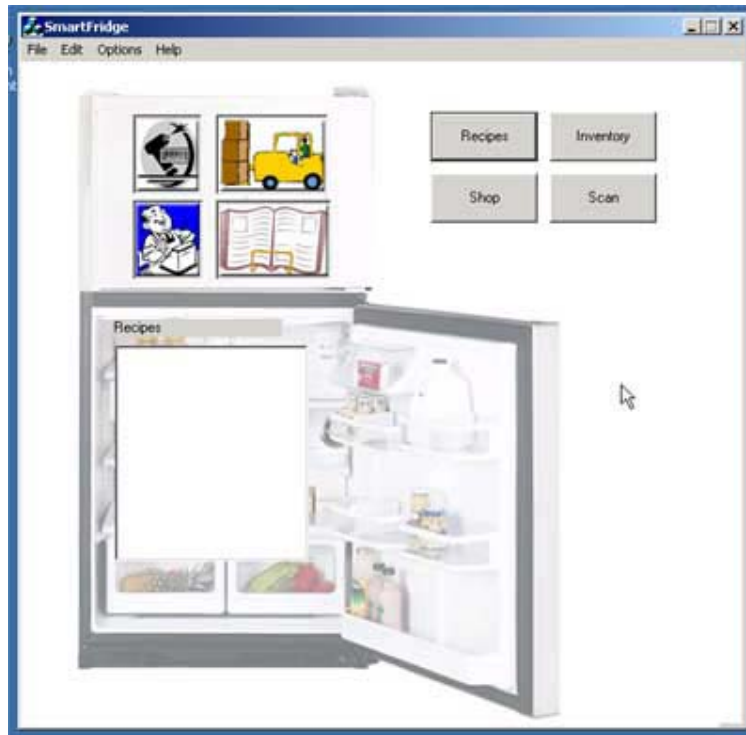 SmartFridge
File Edit Options Help
Recipes Inventory
Shop Scan
Recipes